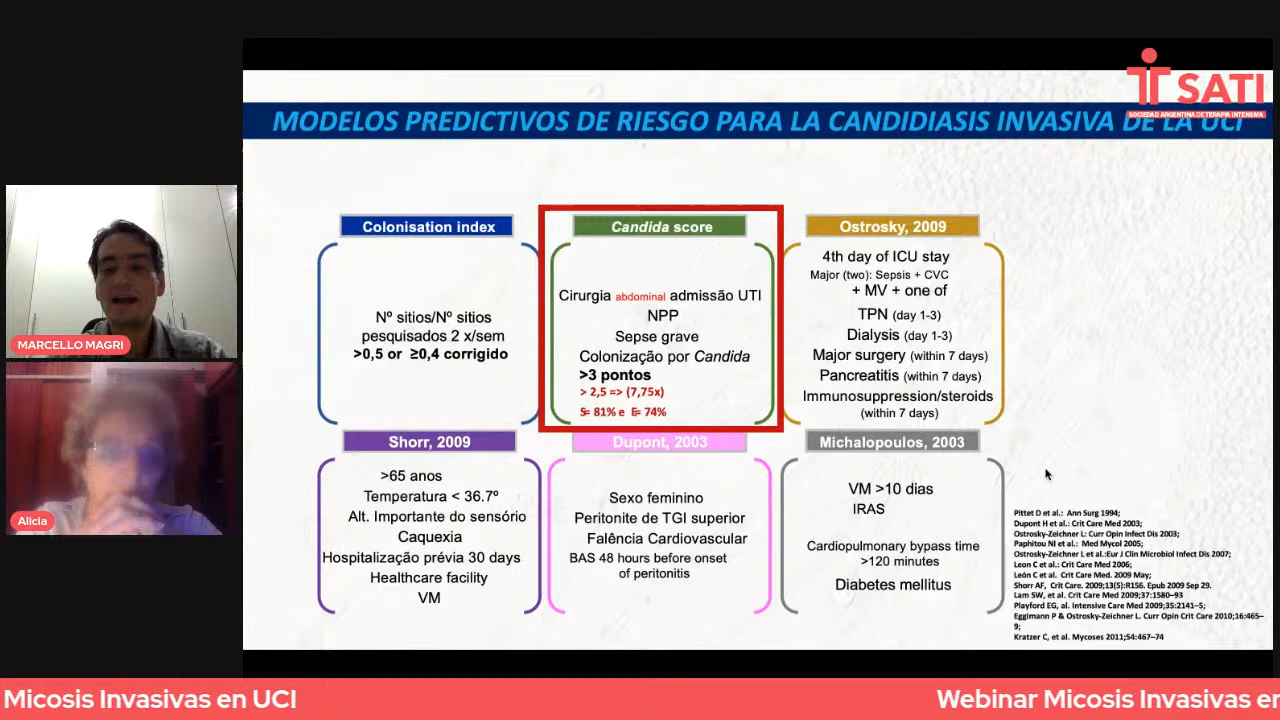 SATI
SOCIEDAD ARGENTINA DE TERAPIA INTENSIVA
MODELOS PREDICTIVOS DE RIESGO PARA LA CANDIDIASIS INVASIVA DE LA UCI
MARCELLO MAGRI
Alicia
Colonisation index
Nº sitios/Nº sitios
pesquisados 2 x/sem
>0,5 or ≥0,4 corrigido
Candida score
Cirurgia abdominal admissão UTI
NPP
Sepse grave
Colonização por Candida
>3 pontos
> 2,5 => (7,75x)
S= 81% e E= 74%
Ostrosky, 2009
4th day of ICU stay
Major (two): Sepsis + CVC
+ MV + one of
TPN (day 1-3)
Dialysis (day 1-3)
Major surgery (within 7 days)
Pancreatitis (within 7 days)
Immunosuppression/steroids
(within 7 days)
Shorr, 2009
>65 anos
Temperatura < 36.7º
Alt. Importante do sensório
Caquexia
Hospitalização prévia 30 days
Healthcare facility
VM
Dupont, 2003
Sexo feminino
Peritonite de TGI superior
Falência Cardiovascular
BAS 48 hours before onset
of peritonitis
Michalopoulos, 2003
VM >10 dias
IRAS
Cardiopulmonary bypass time
>120 minutes
Diabetes mellitus
Pittet D et al.: Ann Surg 1994;
Dupont H et al.: Crit Care Med 2003;
Ostrosky-Zeichner L: Curr Opin Infect Dis 2003;
Paphitou NI et al.: Med Mycol 2005;
Ostrosky-Zeichner L et al.:Eur J Clin Microbiol Infect Dis 2007;
Leon C et al.: Crit Care Med 2006;
León C et al. Crit Care Med. 2009 May;
Shorr AF, Crit Care. 2009;13(5):R156. Epub 2009 Sep 29.
Lam SW, et al. Crit Care Med 2009;37:1580–93
Playford EG, al. Intensive Care Med 2009;35:2141–5;
Eggimann P & Ostrosky-Zeichner L. Curr Opin Crit Care 2010;16:465–
9;
Kratzer C, et al. Mycoses 2011;54:467–74
Micosis Invasivas en UCI
Webinar Micosis Invasivas en